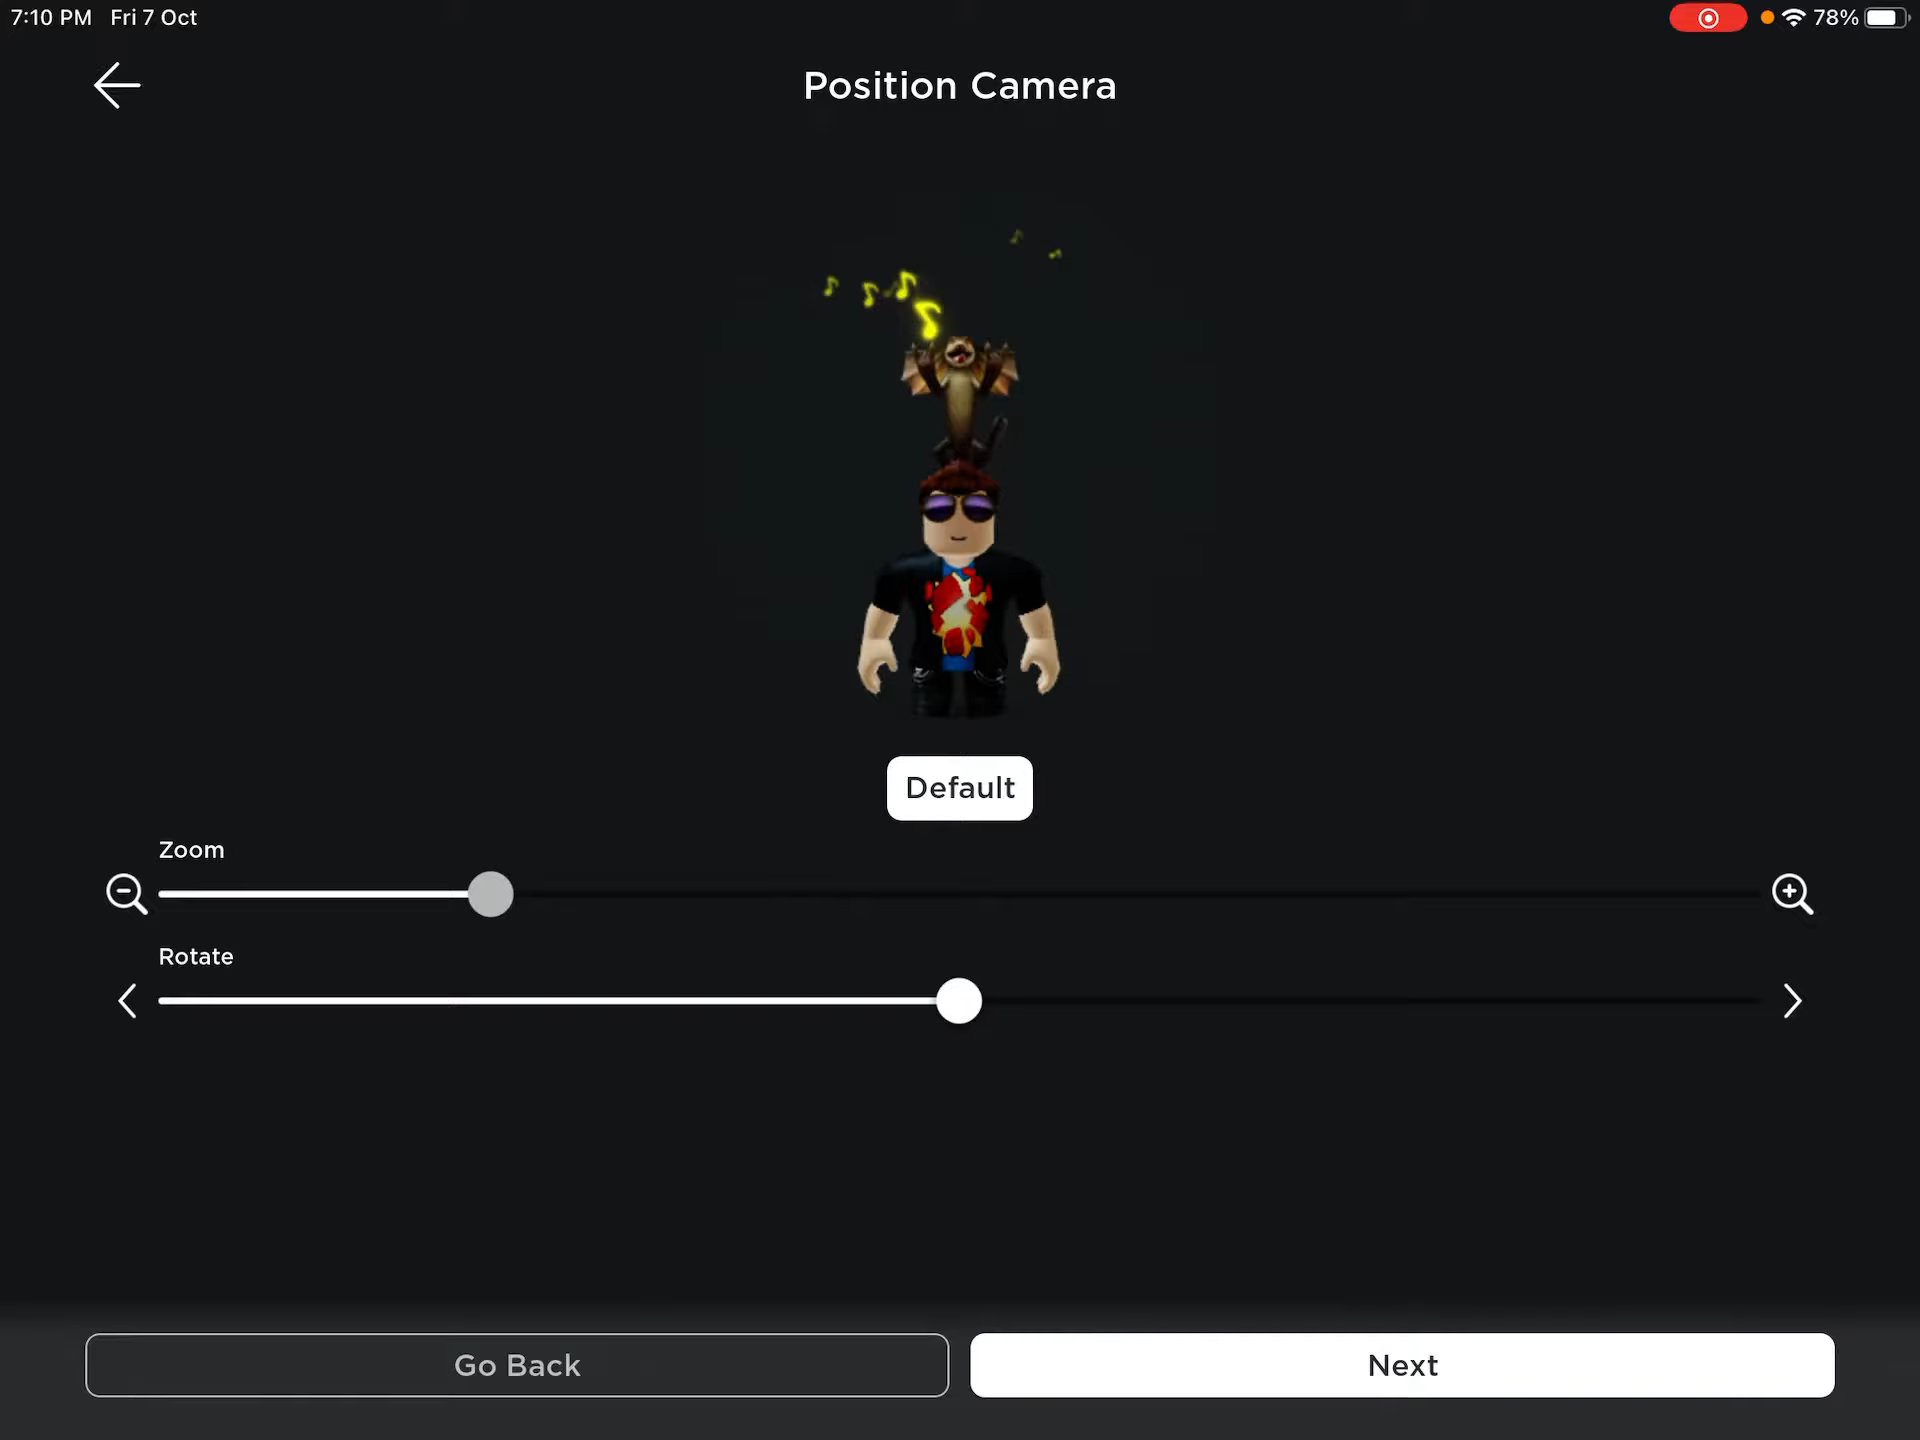 7:10 PM Fri 7 Oct
78%
Position Camera
Default
Zoom
Rotate
Go Back
Next